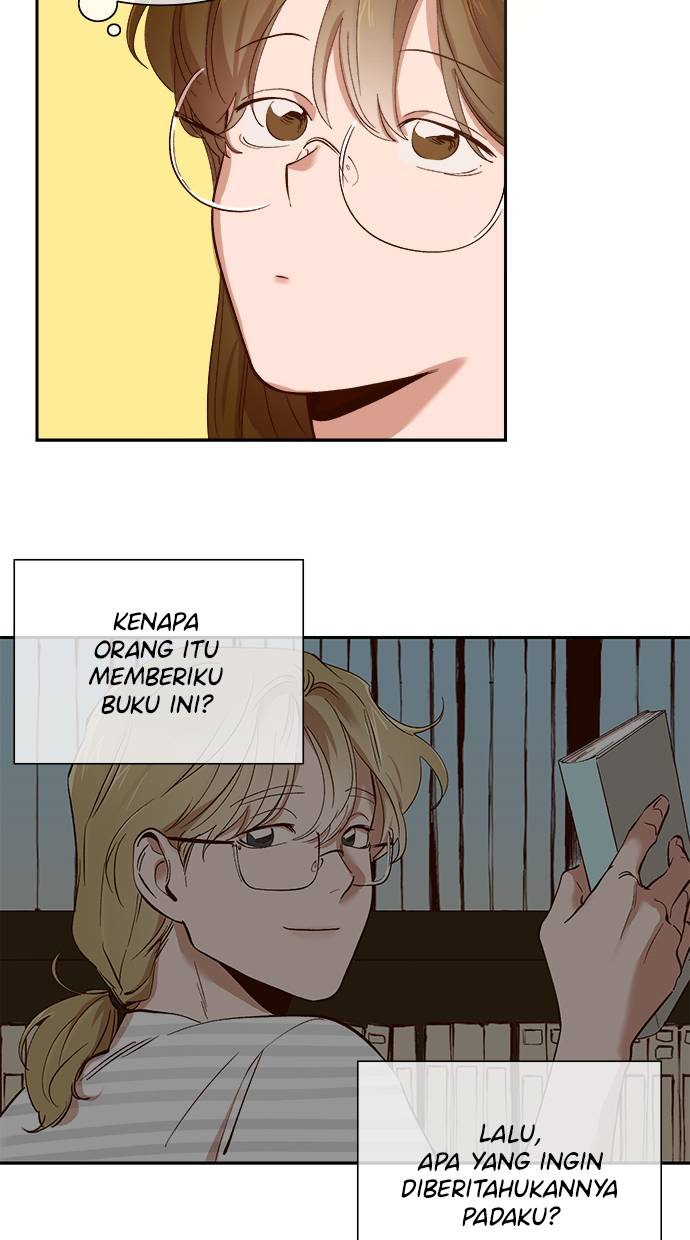 KENAPA
ORANG ITU
MEMBERIKU
BUKU INI?
LALU,
APA YANG INGIN
DIBERITAHUKANNYA
PADAKU?